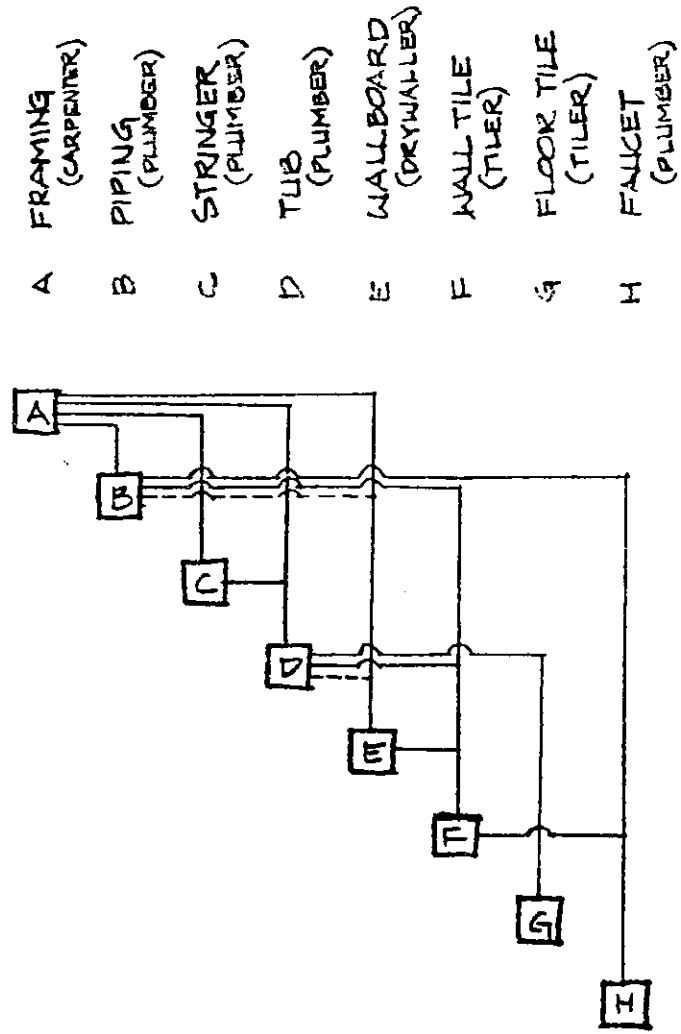 A FRAMING
(CARPENTER)
B PIPING
(PLUMBER)
C STRINGER
(PLUMBER)
D TUB
(PLUMBER)
E WALLBOARD
(DRYWALLER)
F WALL TILE
(TILER)
G FLOOR TILE
(TILER)
H FAUCET
(PLUMBER)
A
B
C
D
E
F
G
H